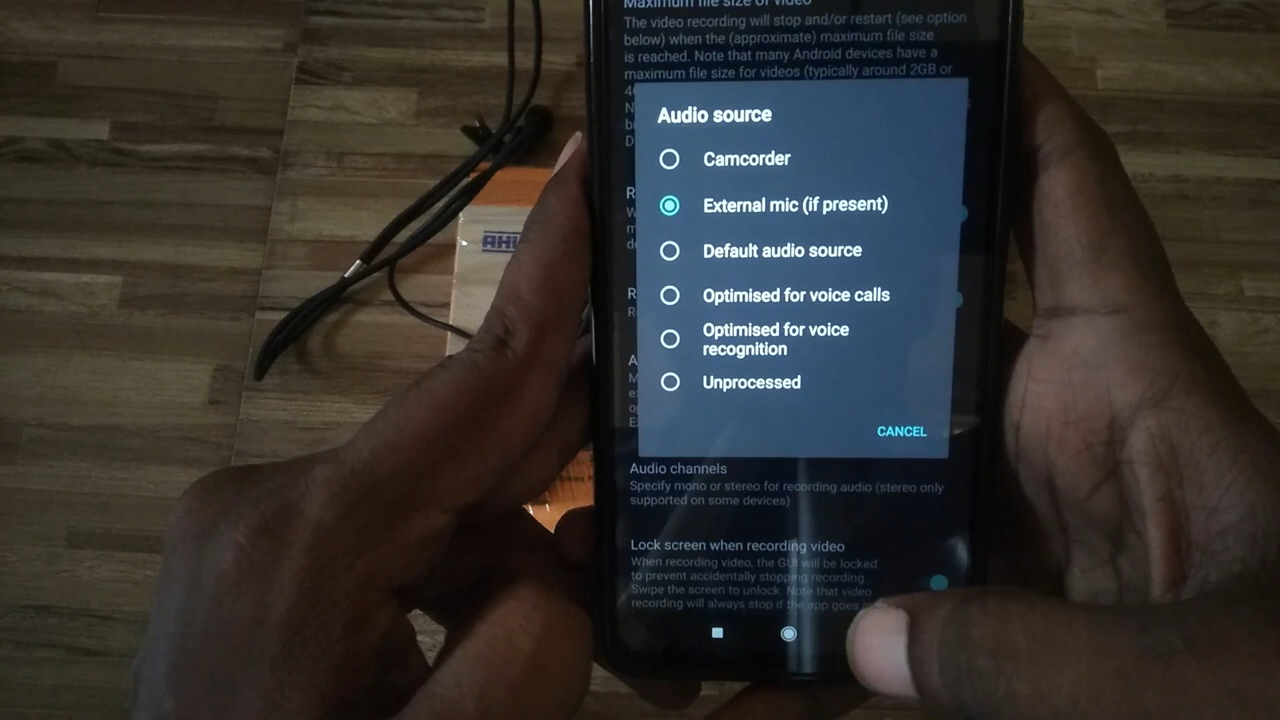 Maximum file size of video
The video recording will stop and/or restart (see option
below) when the (approximate) maximum file size
is reached. Note that many Android devices have a
maximum file size for videos (typically around 2GB or
Audio source
Camcorder
External mic (if present)
Default audio source
Optimised for voice calls
Optimised for voice
recognition
Unprocessed
CANCEL
Audio channels
Specify mono or stereo for recording audio (stereo only
supported on some devices)
Lock screen when recording video
When recording video, the GUI will be locked
to prevent accidentally stopping recording.
Swipe the screen to unlock. Note that video
recording will always stop if the app goes